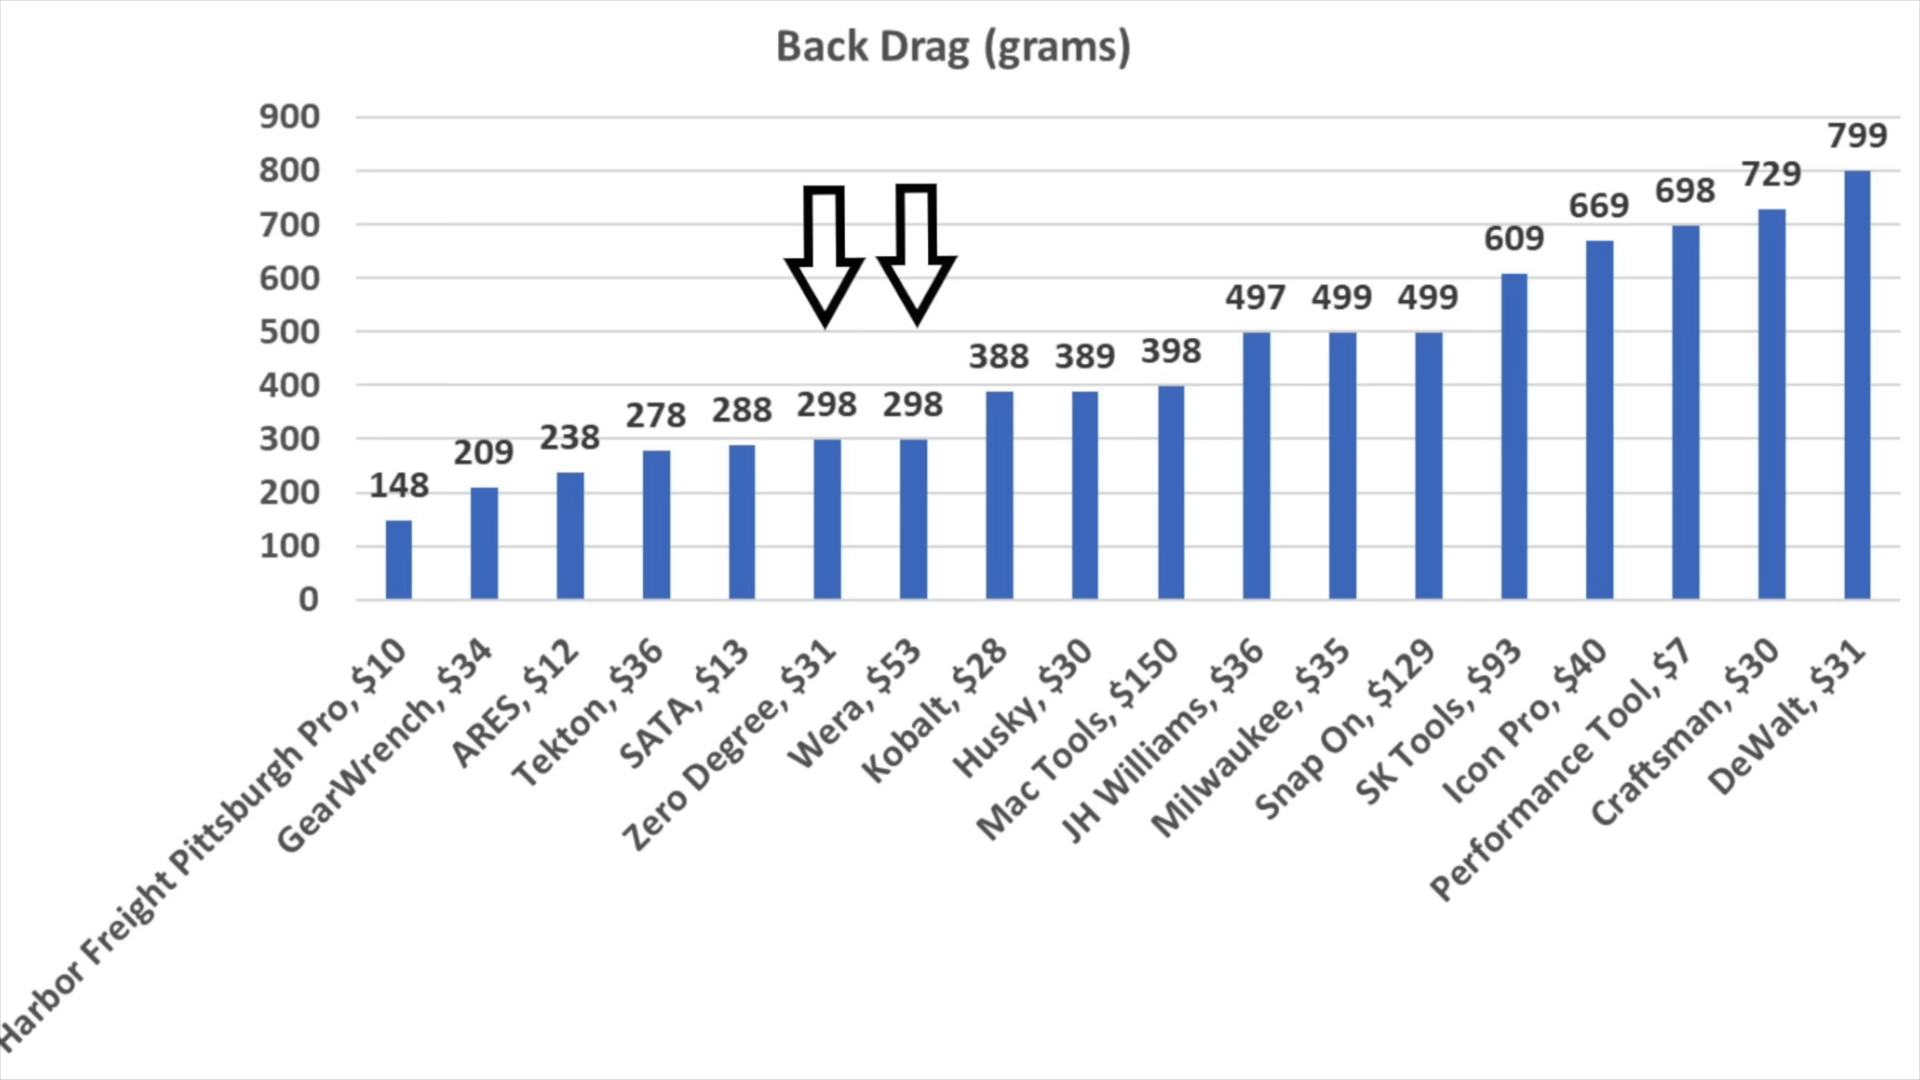 Back Drag (grams)
900
800
700
600
500
400
300
200
100
0
148
209
238
278
288
298
298
388
389
398
497
499
499
609
669
698
729
799
Harbor Freight Pittsburgh Pro, $10
GearWrench, $34
ARES, $12
Tekton, $36
SATA, $13
Zero Degree, $31
Wera, $53
Kobalt, $28
Husky, $30
Mac Tools, $150
JH Williams, $36
Milwaukee, $35
Snap On, $129
SK Tools, $93
Icon Pro, $40
Performance Tool, $7
Craftsman, $30
DeWalt, $31